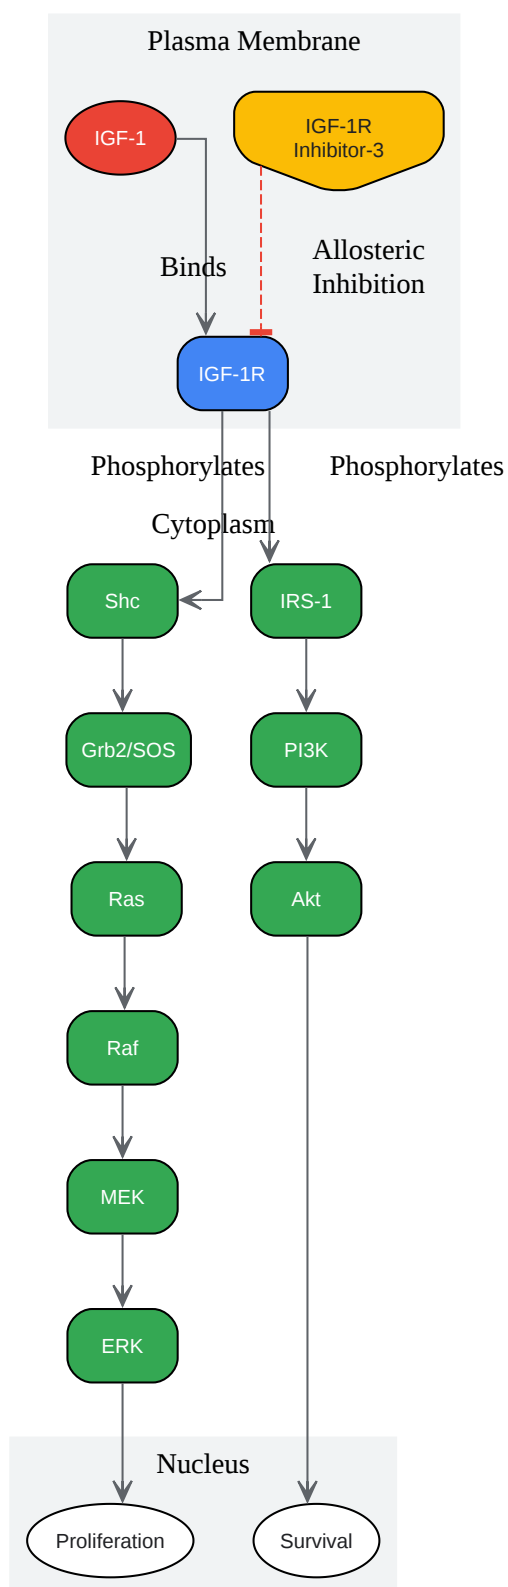 Plasma Membrane
IGF-1
IGF-1R
Inhibitor-3
Binds
Allosteric
Inhibition
IGF-1R
Phosphorylates
Phosphorylates
Cytoplasm
Shc
IRS-1
Grb2/SOS
PI3K
Ras
Akt
Raf
MEK
ERK
Nucleus
Proliferation
Survival